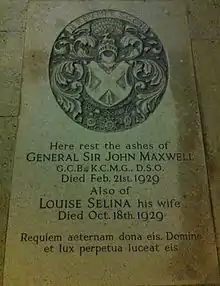 Here rest the ashes of
GENERAL SIR JOHN MAXWELL
G.C.B., K.C.M.G., D.S.O.
Died Feb. 21st. 1929
Also of
LOUISE SELINA his wife
Died Oct. 18th. 1929
Requiem aeternam dona eis. Domine
et lux perpetua luceat eis